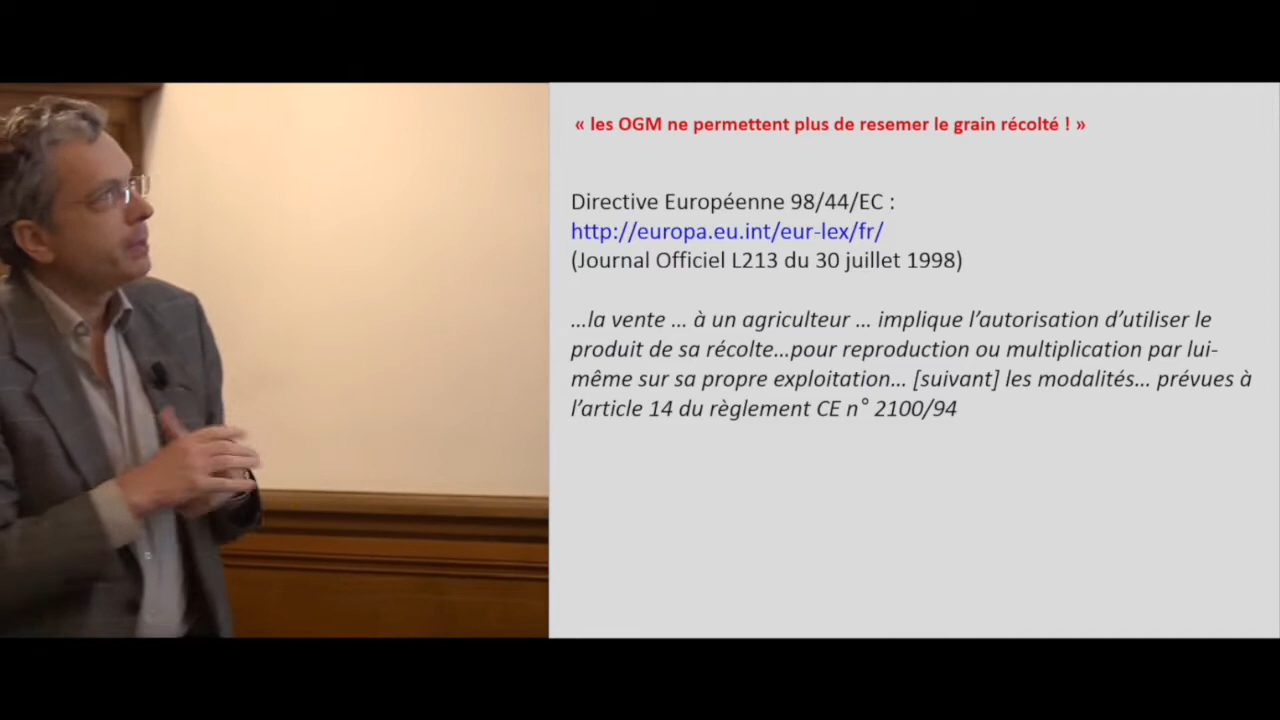 « les OGM ne permettent plus de resemer le grain récolté ! »
Directive Européenne 98/44/EC :
http://europa.eu.int/eur-lex/fr/
(Journal Officiel L213 du 30 juillet 1998)
…la vente … à un agriculteur … implique l’autorisation d’utiliser le
produit de sa récolte…pour reproduction ou multiplication par lui-
même sur sa propre exploitation… [suivant] les modalités… prévues à
l’article 14 du règlement CE n° 2100/94